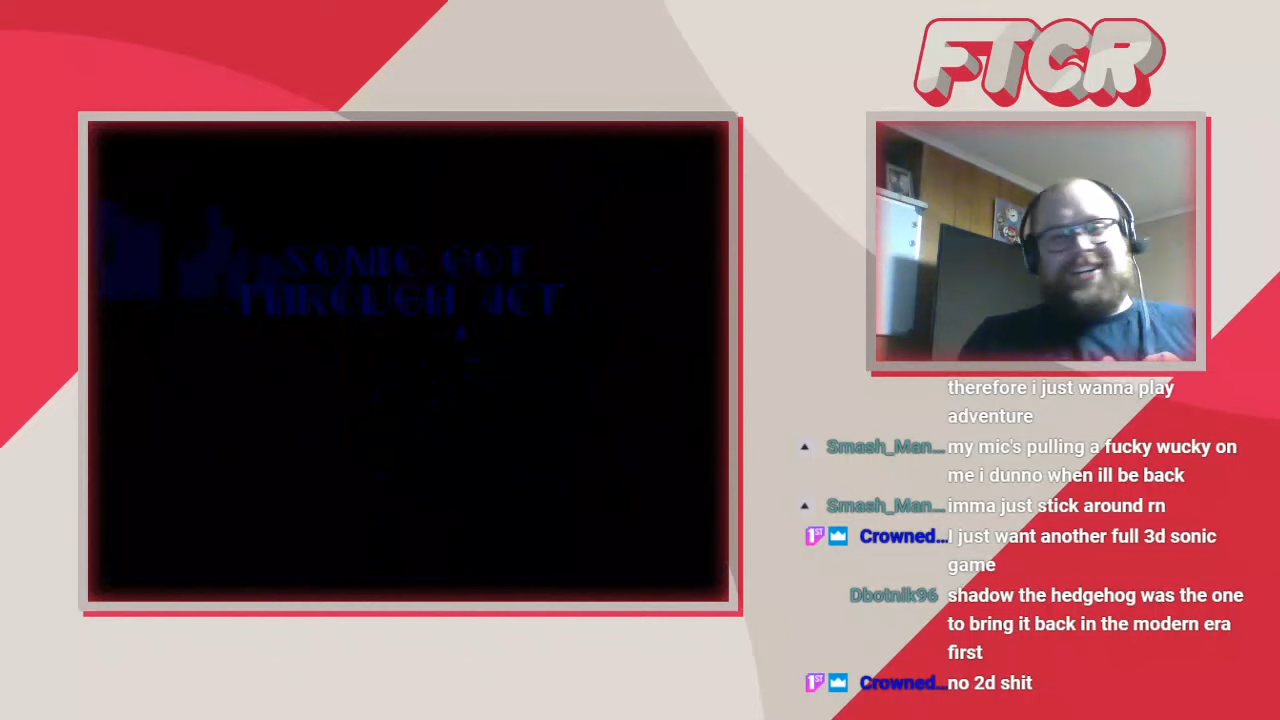 FTCR
SONIC GOT
THROUGH ACT
therefore i just wanna play
adventure
Smash_Man... my mic's pulling a fucky wucky on
me i dunno when ill be back
Smash_Man... imma just stick around rn
1ST Crowned... I just want another full 3d sonic
game
Dbotnik96 shadow the hedgehog was the one
to bring it back in the modern era
first
1ST Crowned... no 2d shit